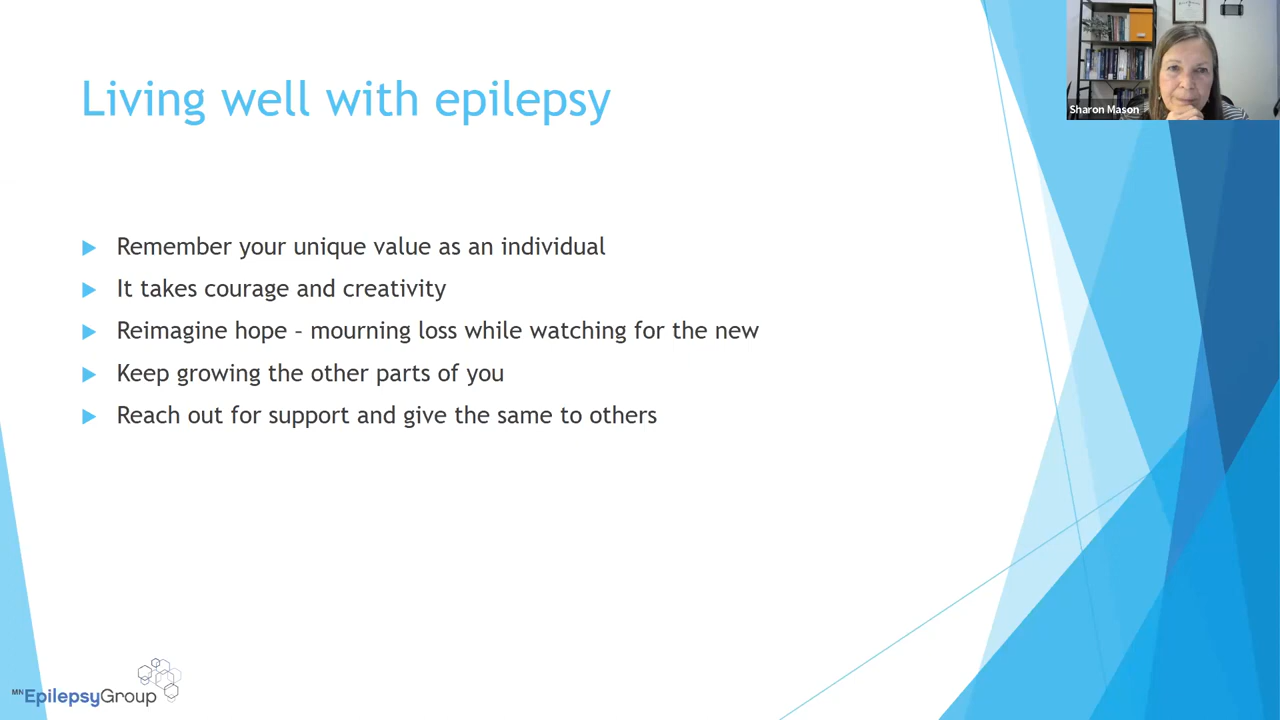 Living well with epilepsy
Sharon Mason
Remember your unique value as an individual
It takes courage and creativity
Reimagine hope – mourning loss while watching for the new
Keep growing the other parts of you
Reach out for support and give the same to others
MN EpilepsyGroup